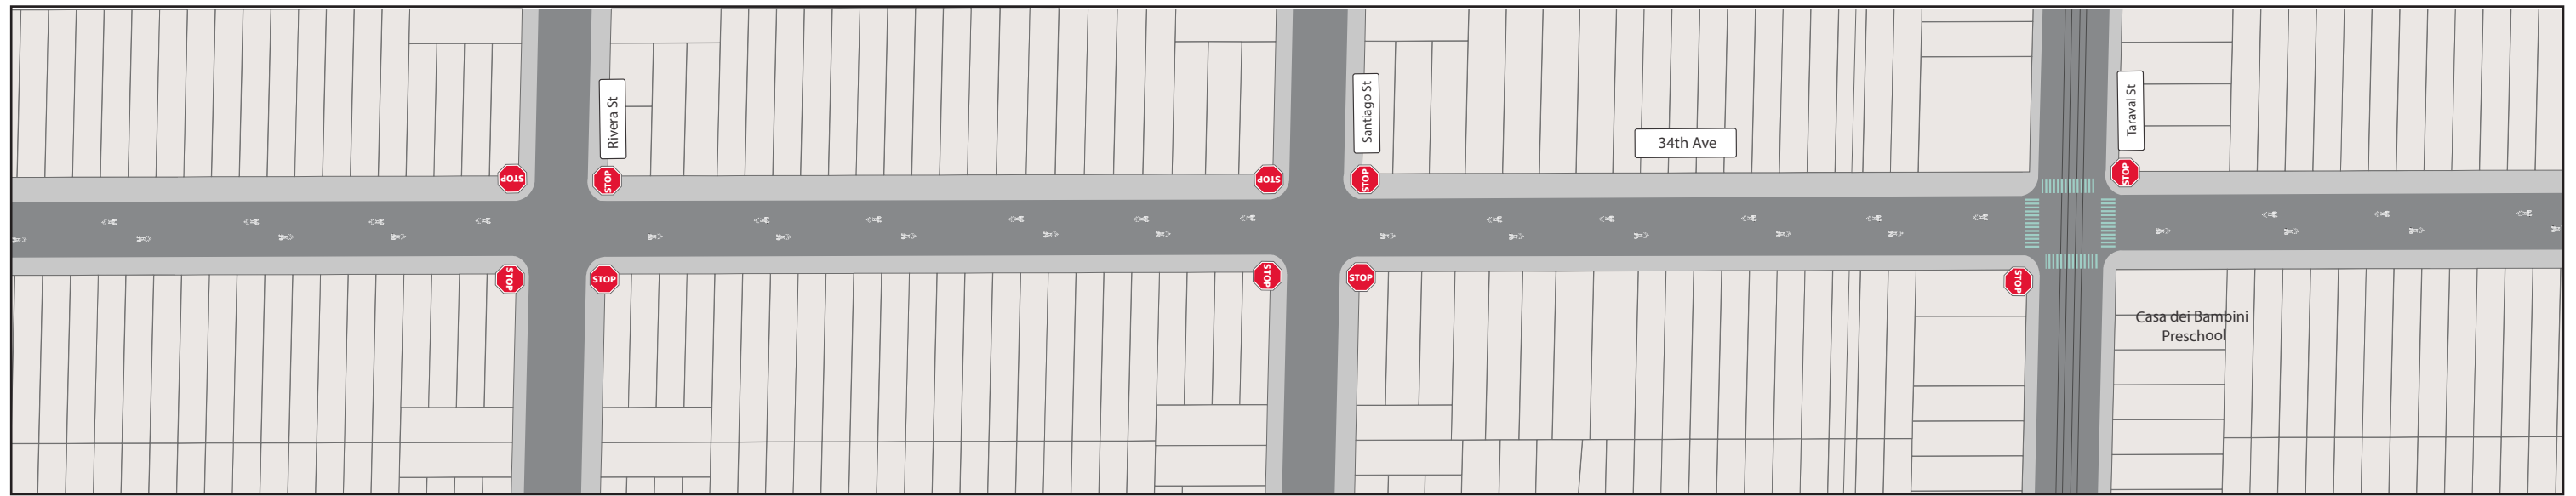 Rivera St
Santiago St
34th Ave
Taraval St
STOP
STOP
STOP
STOP
STOP
STOP
STOP
STOP
STOP
STOP
Casa dei Bambini
Preschool